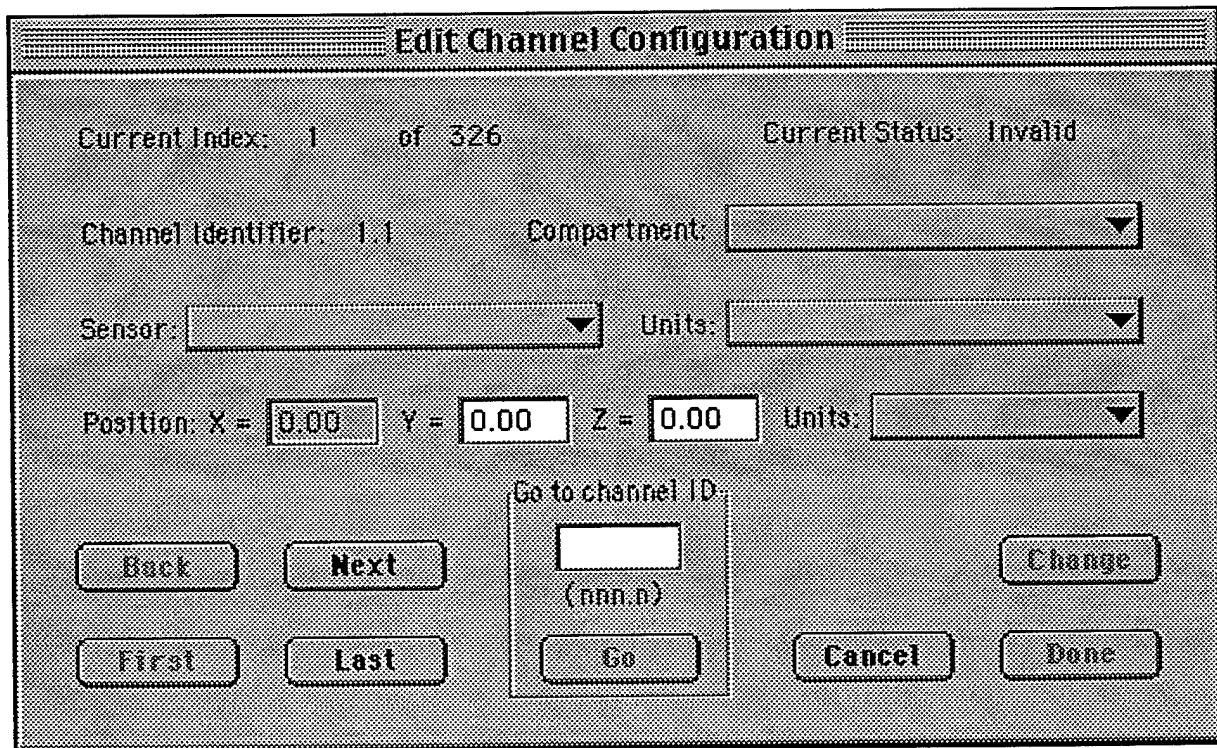 Edit Channel Configuration
Current Index: 1 of 326 Current Status: Invalid
Channel Identifier: 1.1 Compartment:
Sensor: Units:
Position: X = 0.00 Y = 0.00 Z = 0.00 Units:
Go to channel ID
Back Next Change
(nnn.n)
First Last Go Cancel Done